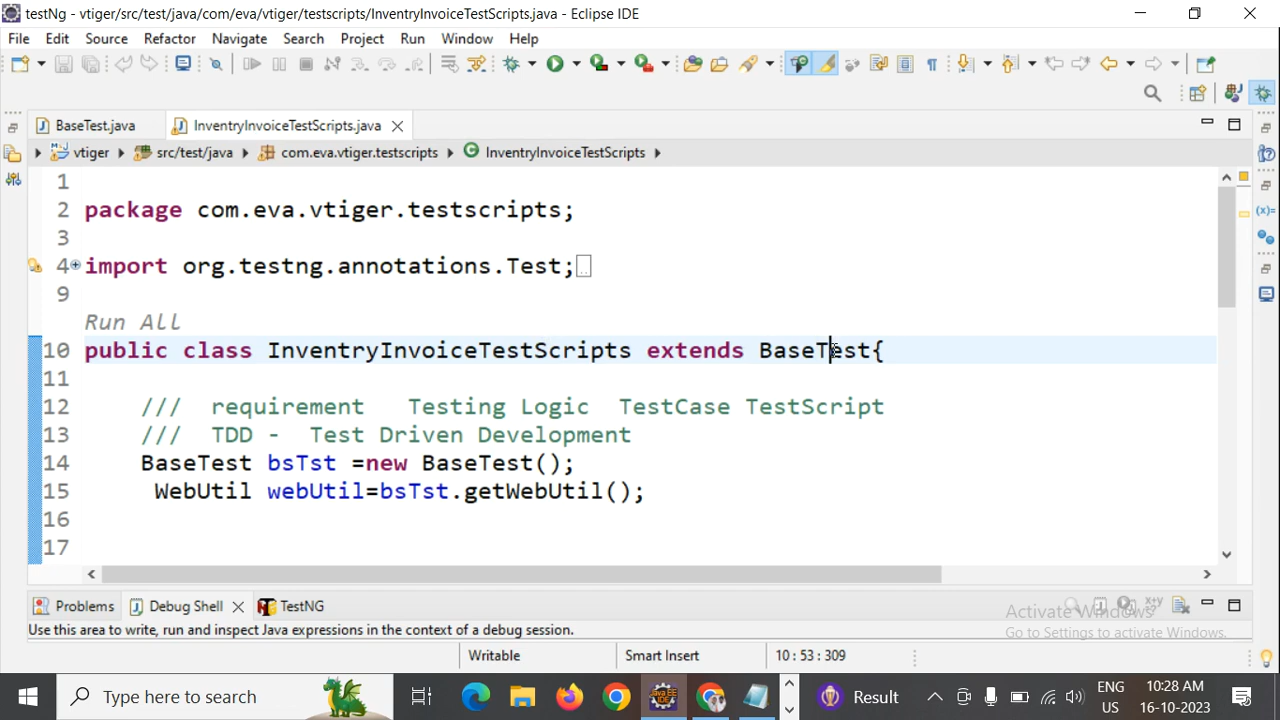 testNg - vtiger/src/test/java/com/eva/vtiger/testscripts/InventryInvoiceTestScripts.java - Eclipse IDE
File Edit Source Refactor Navigate Search Project Run Window Help
BaseTest.java InventryInvoiceTestScripts.java
vtiger src/test/java com.eva.vtiger.testscripts InventryInvoiceTestScripts
1
2 package com.eva.vtiger.testscripts;
3
4 import org.testng.annotations.Test;
9
Run All
10 public class InventryInvoiceTestScripts extends BaseTest{
11
12 /// requirement Testing Logic TestCase TestScript
13 /// TDD - Test Driven Development
14 BaseTest bsTst =new BaseTest();
15 WebUtil webUtil=bsTst.getWebUtil();
16
17
Problems Debug Shell TestNG
Use this area to write, run and inspect Java expressions in the context of a debug session.
Activate Windows
Go to Settings to activate Windows.
Writable Smart Insert 10 : 53 : 309
Type here to search Result ENG 10:28 AM
US 16-10-2023